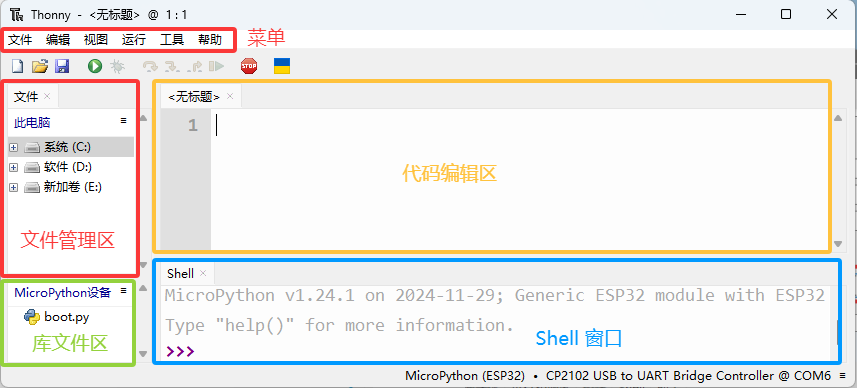 Thonny - <无标题> @ 1 : 1
文件 编辑 视图 运行 工具 帮助 菜单
STOP
文件 ×
此电脑 ≡
系统 (C:)
软件 (D:)
新加卷 (E:)
文件管理区
MicroPython设备 ≡
boot.py
库文件区
<无标题> ×
1
代码编辑区
Shell ×
MicroPython v1.24.1 on 2024-11-29; Generic ESP32 module with ESP32
Type "help()" for more information.
>>>
Shell 窗口
MicroPython (ESP32) • CP2102 USB to UART Bridge Controller @ COM6 ≡